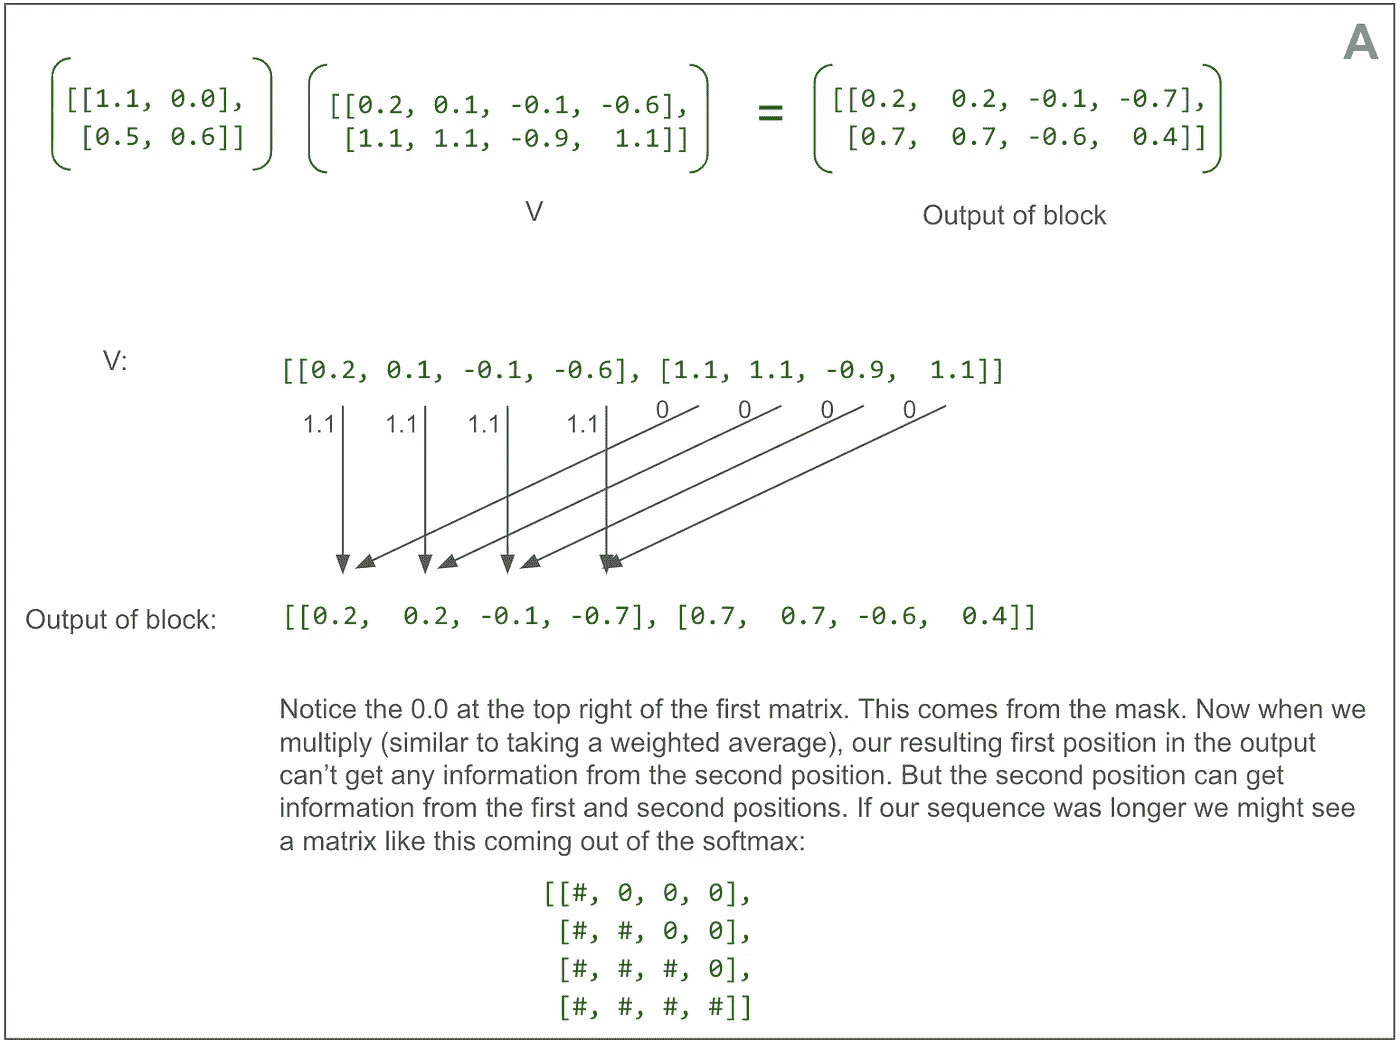 A
[[1.1, 0.0], [[0.2, 0.1, -0.1, -0.6], = [[0.2, 0.2, -0.1, -0.7],
[0.5, 0.6]] [1.1, 1.1, -0.9, 1.1]] [0.7, 0.7, -0.6, 0.4]]
V Output of block
V: [[0.2, 0.1, -0.1, -0.6], [1.1, 1.1, -0.9, 1.1]]
1.1 1.1 1.1 1.1 0 0 0 0
Output of block: [[0.2, 0.2, -0.1, -0.7], [0.7, 0.7, -0.6, 0.4]]
Notice the 0.0 at the top right of the first matrix. This comes from the mask. Now when we
multiply (similar to taking a weighted average), our resulting first position in the output
can't get any information from the second position. But the second position can get
information from the first and second positions. If our sequence was longer we might see
a matrix like this coming out of the softmax:
[[#, 0, 0, 0],
[#, #, 0, 0],
[#, #, #, 0],
[#, #, #, #]]